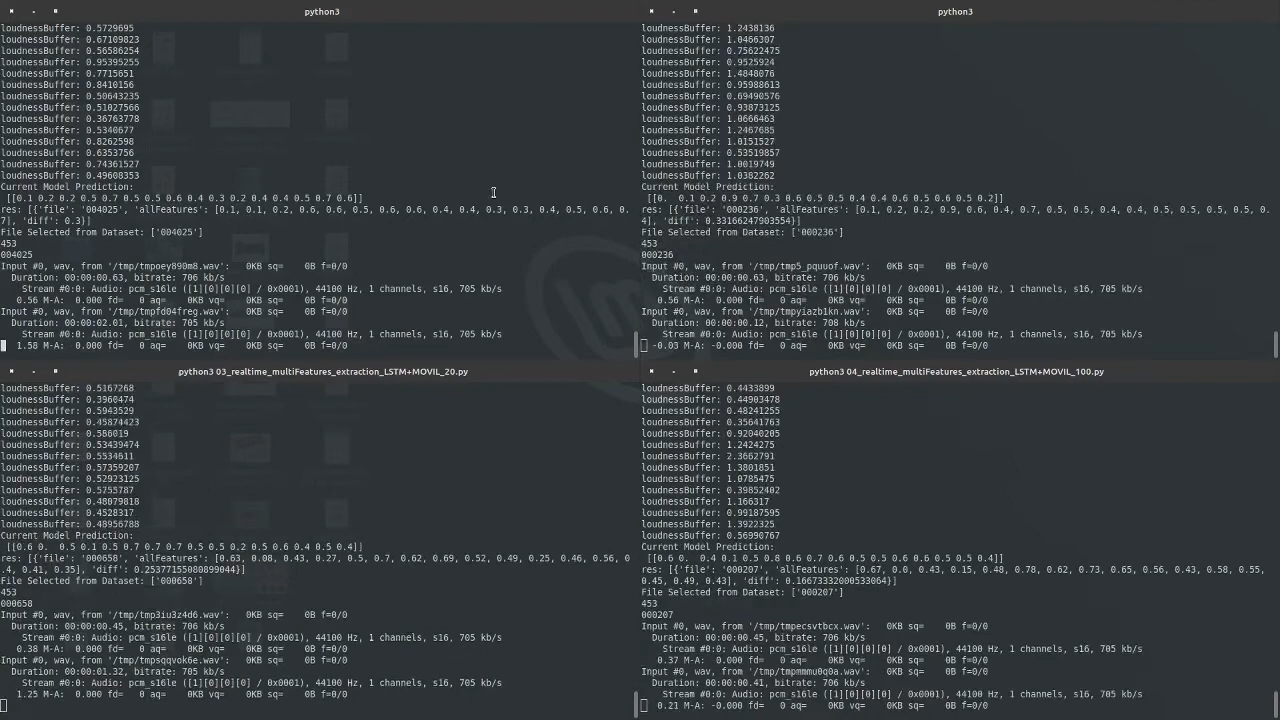 python3
loudnessBuffer: 0.5729695
loudnessBuffer: 0.67109823
loudnessBuffer: 0.56586254
loudnessBuffer: 0.95395255
loudnessBuffer: 0.7715651
loudnessBuffer: 0.8410156
loudnessBuffer: 0.50643235
loudnessBuffer: 0.51027566
loudnessBuffer: 0.36763778
loudnessBuffer: 0.5340677
loudnessBuffer: 0.8262598
loudnessBuffer: 0.6353756
loudnessBuffer: 0.74361527
loudnessBuffer: 0.49608353
Current Model Prediction:
[[0.1 0.2 0.2 0.5 0.7 0.5 0.5 0.6 0.4 0.3 0.2 0.4 0.4 0.5 0.7 0.6]]
res: [{'file': '004025', 'allFeatures': [0.1, 0.1, 0.2, 0.6, 0.6, 0.5, 0.6, 0.6, 0.4, 0.4, 0.3, 0.3, 0.4, 0.5, 0.6, 0.
7], 'diff': 0.3}]
File Selected from Dataset: ['004025']
453
004025
Input #0, wav, from '/tmp/tmpoey890m8.wav':   0KB sq=    0B f=0/0
Duration: 00:00:00.63, bitrate: 706 kb/s
Stream #0:0: Audio: pcm_s16le ([1][0][0][0] / 0x0001), 44100 Hz, 1 channels, s16, 705 kb/s
0.56 M-A:  0.000 fd=   0 aq=    0KB vq=    0KB sq=    0B f=0/0
Input #0, wav, from '/tmp/tmpfd04freg.wav':   0KB sq=    0B f=0/0
Duration: 00:00:02.01, bitrate: 705 kb/s
Stream #0:0: Audio: pcm_s16le ([1][0][0][0] / 0x0001), 44100 Hz, 1 channels, s16, 705 kb/s
1.58 M-A:  0.000 fd=   0 aq=    0KB vq=    0KB sq=    0B f=0/0
python3
loudnessBuffer: 1.2438136
loudnessBuffer: 1.0466307
loudnessBuffer: 0.75622475
loudnessBuffer: 0.9525924
loudnessBuffer: 1.4848076
loudnessBuffer: 0.95988613
loudnessBuffer: 0.69490576
loudnessBuffer: 0.93873125
loudnessBuffer: 1.0666463
loudnessBuffer: 1.2467685
loudnessBuffer: 1.0151527
loudnessBuffer: 0.53519857
loudnessBuffer: 1.0019749
loudnessBuffer: 1.0382262
Current Model Prediction:
[[0.  0.1 0.2 0.9 0.7 0.3 0.6 0.5 0.5 0.4 0.4 0.6 0.5 0.6 0.5 0.2]]
res: [{'file': '000236', 'allFeatures': [0.1, 0.2, 0.2, 0.9, 0.6, 0.4, 0.7, 0.5, 0.5, 0.4, 0.4, 0.5, 0.5, 0.5, 0.5, 0.
4], 'diff': 0.33166247903554}]
File Selected from Dataset: ['000236']
453
000236
Input #0, wav, from '/tmp/tmp5_pquuof.wav':   0KB sq=    0B f=0/0
Duration: 00:00:00.63, bitrate: 706 kb/s
Stream #0:0: Audio: pcm_s16le ([1][0][0][0] / 0x0001), 44100 Hz, 1 channels, s16, 705 kb/s
0.56 M-A:  0.000 fd=   0 aq=    0KB vq=    0KB sq=    0B f=0/0
Input #0, wav, from '/tmp/tmpyiazb1kn.wav':   0KB sq=    0B f=0/0
Duration: 00:00:00.12, bitrate: 708 kb/s
Stream #0:0: Audio: pcm_s16le ([1][0][0][0] / 0x0001), 44100 Hz, 1 channels, s16, 705 kb/s
-0.03 M-A: -0.000 fd=   0 aq=    0KB vq=    0KB sq=    0B f=0/0
python3 03_realtime_multiFeatures_extraction_LSTM+MOVIL_20.py
loudnessBuffer: 0.5167268
loudnessBuffer: 0.3960474
loudnessBuffer: 0.5943529
loudnessBuffer: 0.45874423
loudnessBuffer: 0.586019
loudnessBuffer: 0.53439474
loudnessBuffer: 0.5534611
loudnessBuffer: 0.57359207
loudnessBuffer: 0.52923125
loudnessBuffer: 0.5755787
loudnessBuffer: 0.48079818
loudnessBuffer: 0.4528317
loudnessBuffer: 0.48956788
Current Model Prediction:
[[0.6 0.  0.5 0.1 0.5 0.7 0.7 0.7 0.5 0.5 0.2 0.5 0.6 0.4 0.5 0.4]]
res: [{'file': '000658', 'allFeatures': [0.63, 0.08, 0.43, 0.27, 0.5, 0.7, 0.62, 0.69, 0.52, 0.49, 0.25, 0.46, 0.56, 0
.4, 0.41, 0.35], 'diff': 0.25377155080899044}]
File Selected from Dataset: ['000658']
453
000658
Input #0, wav, from '/tmp/tmp3iu3z4d6.wav':   0KB sq=    0B f=0/0
Duration: 00:00:00.45, bitrate: 706 kb/s
Stream #0:0: Audio: pcm_s16le ([1][0][0][0] / 0x0001), 44100 Hz, 1 channels, s16, 705 kb/s
0.38 M-A:  0.000 fd=   0 aq=    0KB vq=    0KB sq=    0B f=0/0
Input #0, wav, from '/tmp/tmpsqqvok6e.wav':   0KB sq=    0B f=0/0
Duration: 00:00:01.32, bitrate: 705 kb/s
Stream #0:0: Audio: pcm_s16le ([1][0][0][0] / 0x0001), 44100 Hz, 1 channels, s16, 705 kb/s
1.25 M-A:  0.000 fd=   0 aq=    0KB vq=    0KB sq=    0B f=0/0
python3 04_realtime_multiFeatures_extraction_LSTM+MOVIL_100.py
loudnessBuffer: 0.4433899
loudnessBuffer: 0.44903478
loudnessBuffer: 0.48241255
loudnessBuffer: 0.35641763
loudnessBuffer: 0.92040205
loudnessBuffer: 1.2424275
loudnessBuffer: 2.3662791
loudnessBuffer: 1.3801851
loudnessBuffer: 1.0785475
loudnessBuffer: 0.39852402
loudnessBuffer: 1.166317
loudnessBuffer: 0.99187595
loudnessBuffer: 1.3922325
loudnessBuffer: 0.56990767
Current Model Prediction:
[[0.6 0.  0.4 0.1 0.5 0.8 0.6 0.7 0.6 0.5 0.5 0.6 0.6 0.5 0.5 0.4]]
res: [{'file': '000207', 'allFeatures': [0.67, 0.0, 0.43, 0.15, 0.48, 0.78, 0.62, 0.73, 0.65, 0.56, 0.43, 0.58, 0.55,
0.45, 0.49, 0.43], 'diff': 0.16673332000533064}]
File Selected from Dataset: ['000207']
453
000207
Input #0, wav, from '/tmp/tmpecsvtbcx.wav':   0KB sq=    0B f=0/0
Duration: 00:00:00.45, bitrate: 706 kb/s
Stream #0:0: Audio: pcm_s16le ([1][0][0][0] / 0x0001), 44100 Hz, 1 channels, s16, 705 kb/s
0.37 M-A:  0.000 fd=   0 aq=    0KB vq=    0KB sq=    0B f=0/0
Input #0, wav, from '/tmp/tmpmmu0q0a.wav':   0KB sq=    0B f=0/0
Duration: 00:00:00.41, bitrate: 706 kb/s
Stream #0:0: Audio: pcm_s16le ([1][0][0][0] / 0x0001), 44100 Hz, 1 channels, s16, 705 kb/s
0.21 M-A: -0.000 fd=   0 aq=    0KB vq=    0KB sq=    0B f=0/0